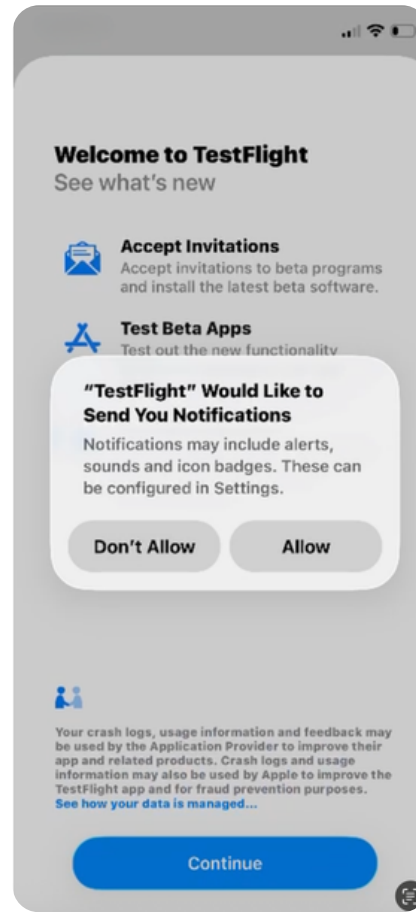 Welcome to TestFlight
See what's new
Accept Invitations
Accept invitations to beta programs
and install the latest beta software.
Test Beta Apps
Test out the new functionality
“TestFlight” Would Like to
Send You Notifications
Notifications may include alerts,
sounds and icon badges. These can
be configured in Settings.
Don't Allow
Allow
Your crash logs, usage information and feedback may
be used by the Application Provider to improve their
app and related products. Crash logs and usage
information may also be used by Apple to improve the
TestFlight app and for fraud prevention purposes.
See how your data is managed...
Continue